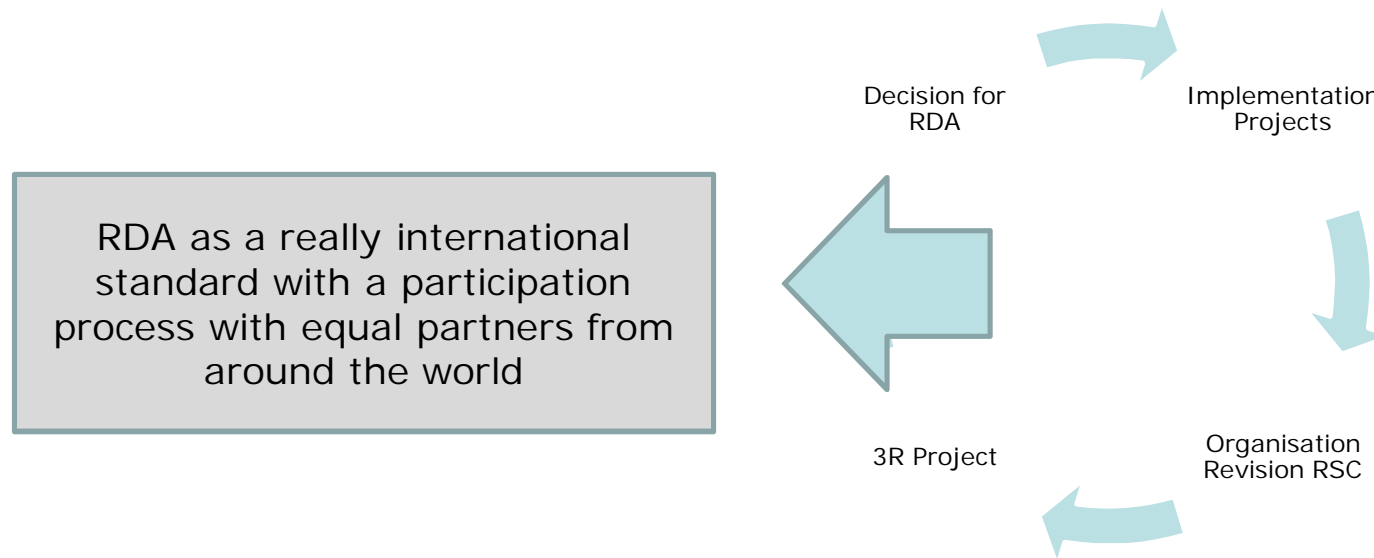 Decision for
RDA
Implementation
Projects
RDA as a really international
standard with a participation
process with equal partners from
around the world
3R Project
Organisation
Revision RSC